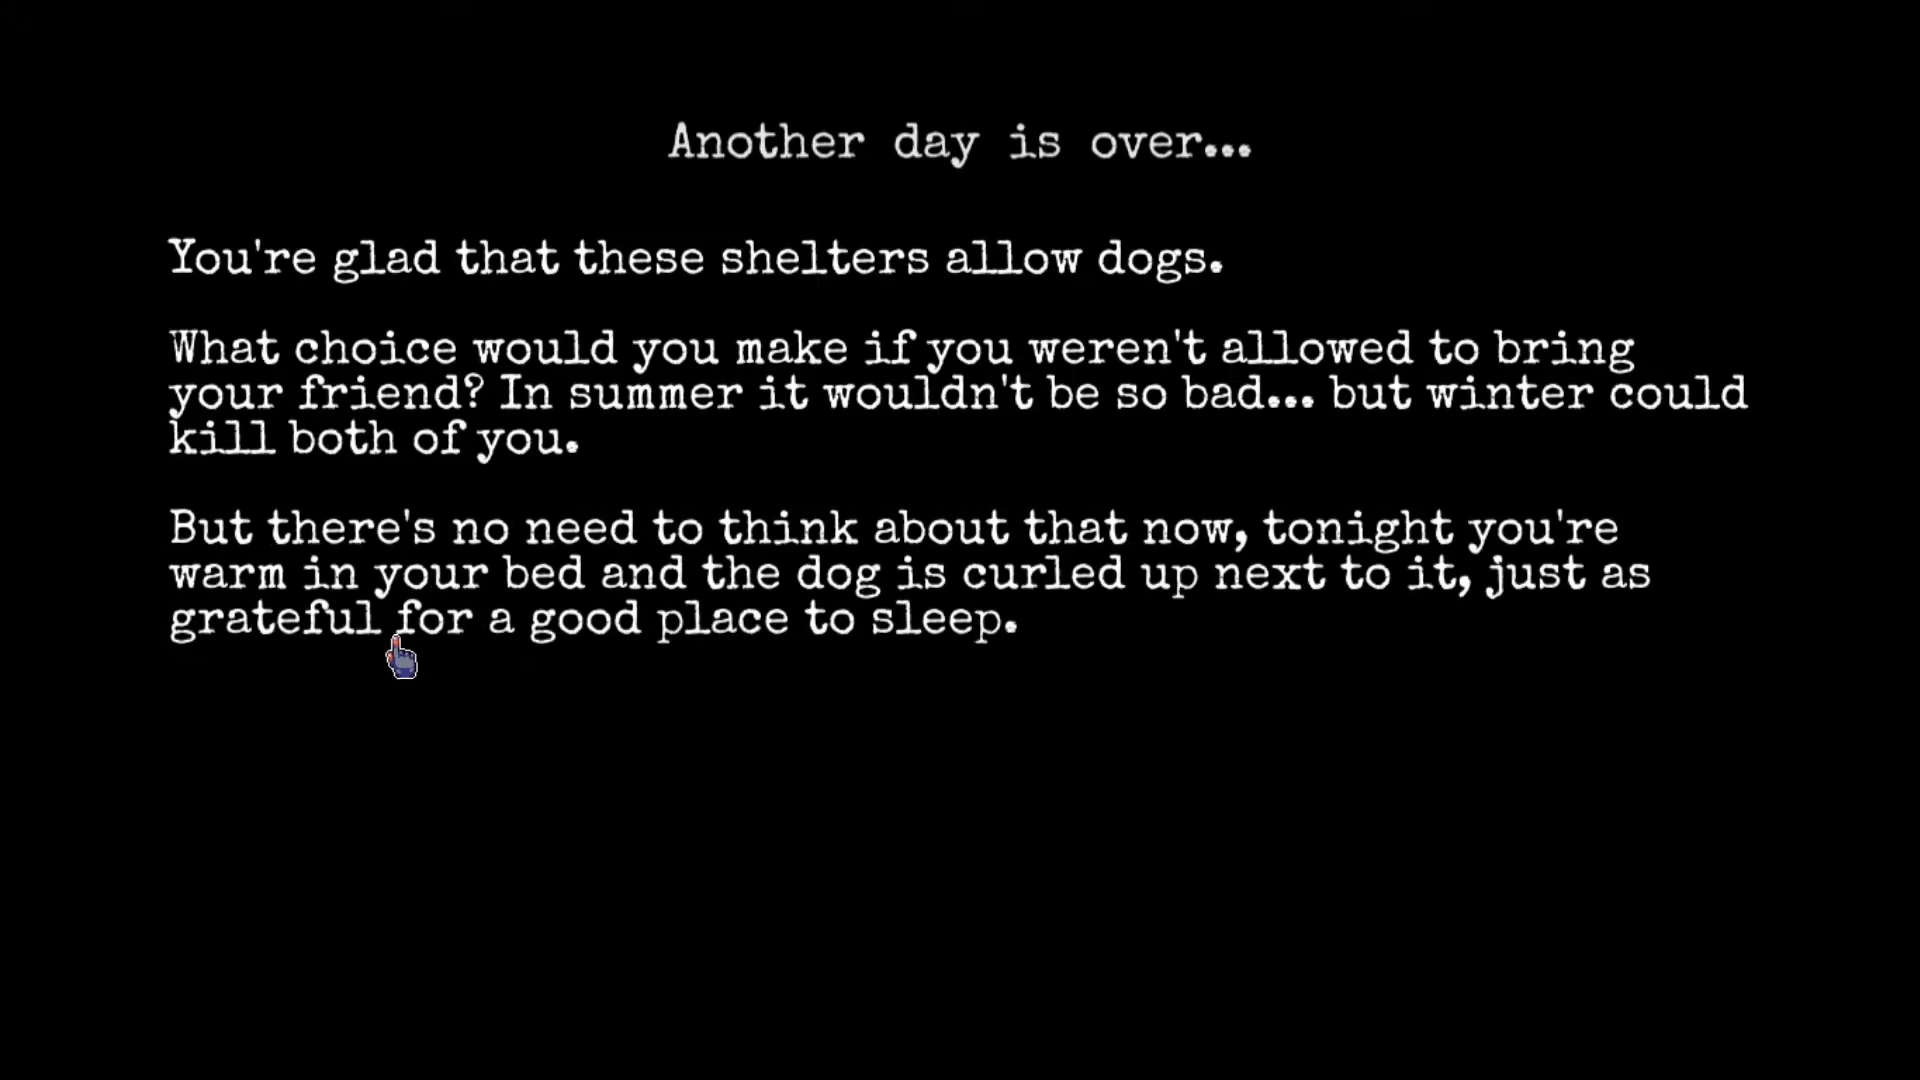 Another day is over...
You're glad that these shelters allow dogs.
What choice would you make if you weren't allowed to bring
your friend? In summer it wouldn't be so bad... but winter could
kill both of you.
But there's no need to think about that now, tonight you're
warm in your bed and the dog is curled up next to it, just as
grateful for a good place to sleep.